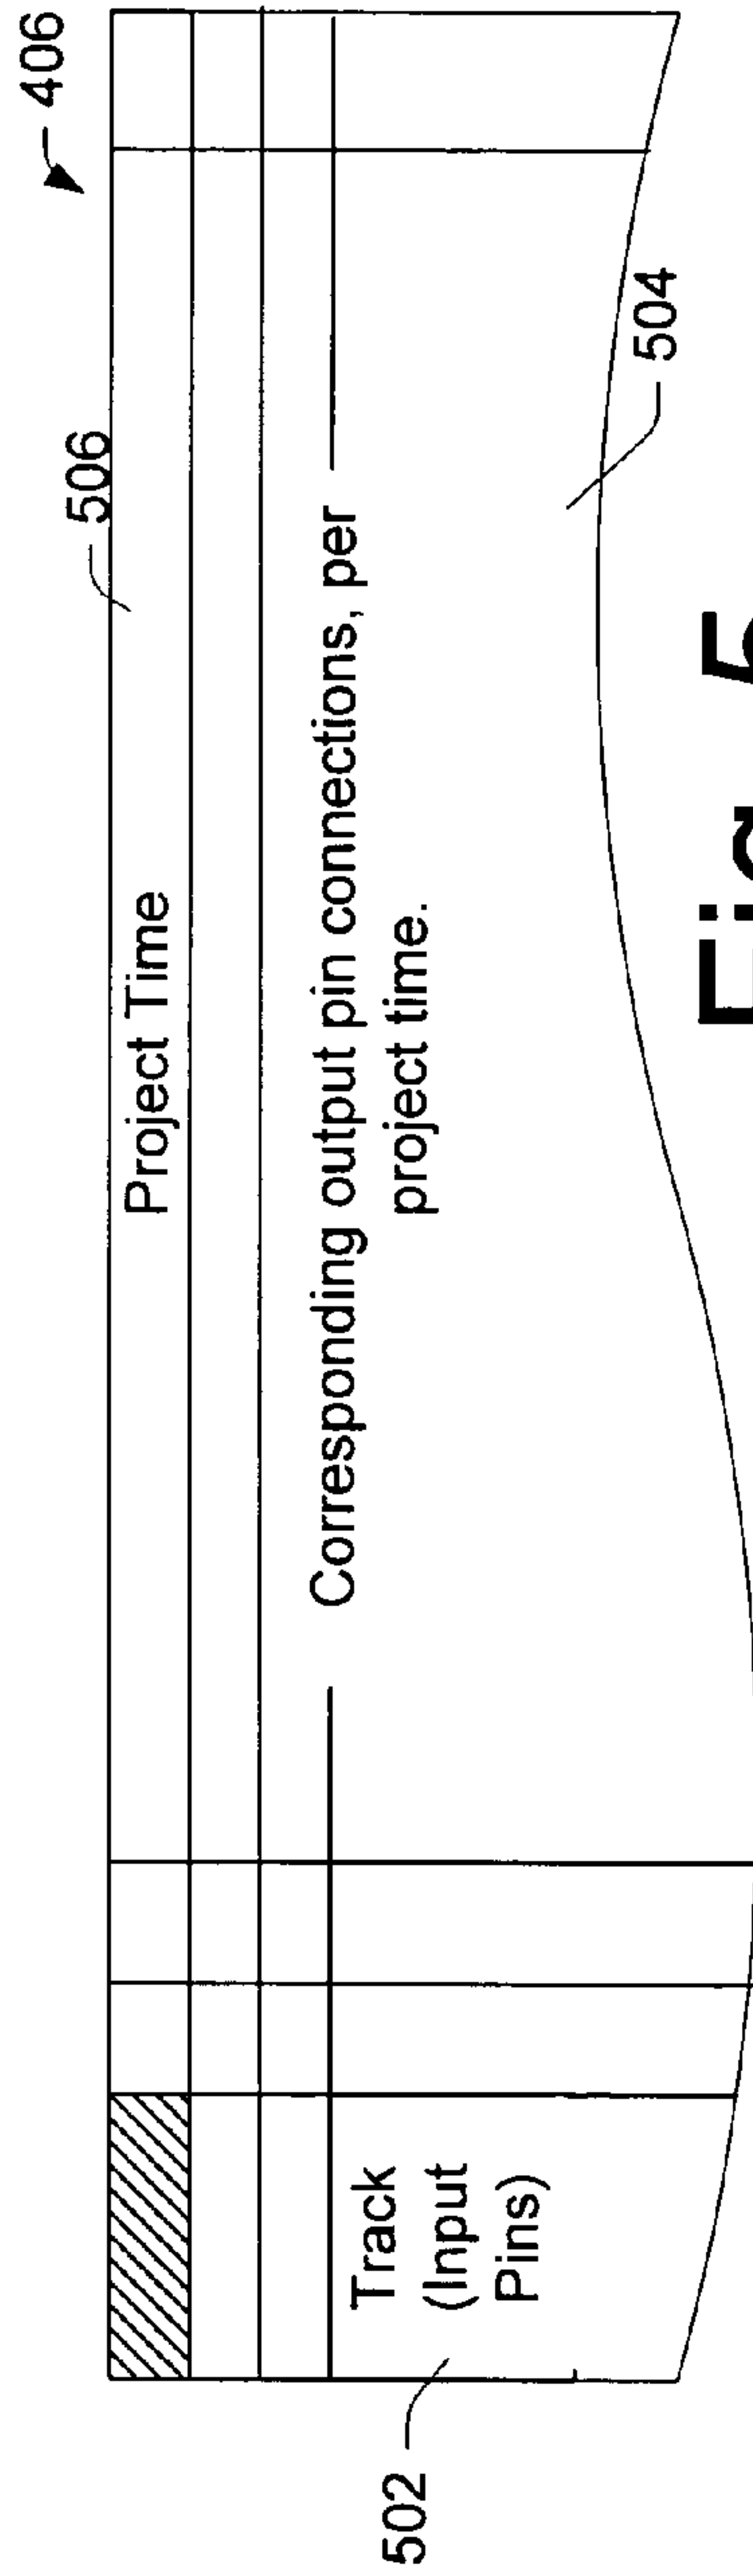 406
506
Project Time
Corresponding output pin connections, per
project time.
504
Track
(Input
Pins)
502
Fig. 5